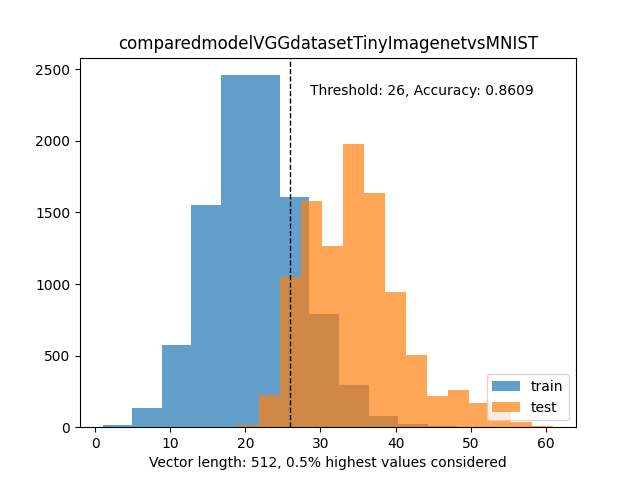 comparedmodelVGGdatasetTinyImagenetvsMNIST
Threshold: 26, Accuracy: 0.8609
2500
2000
1500
1000
500
0
train
test
0 10 20 30 40 50 60
Vector length: 512, 0.5% highest values considered